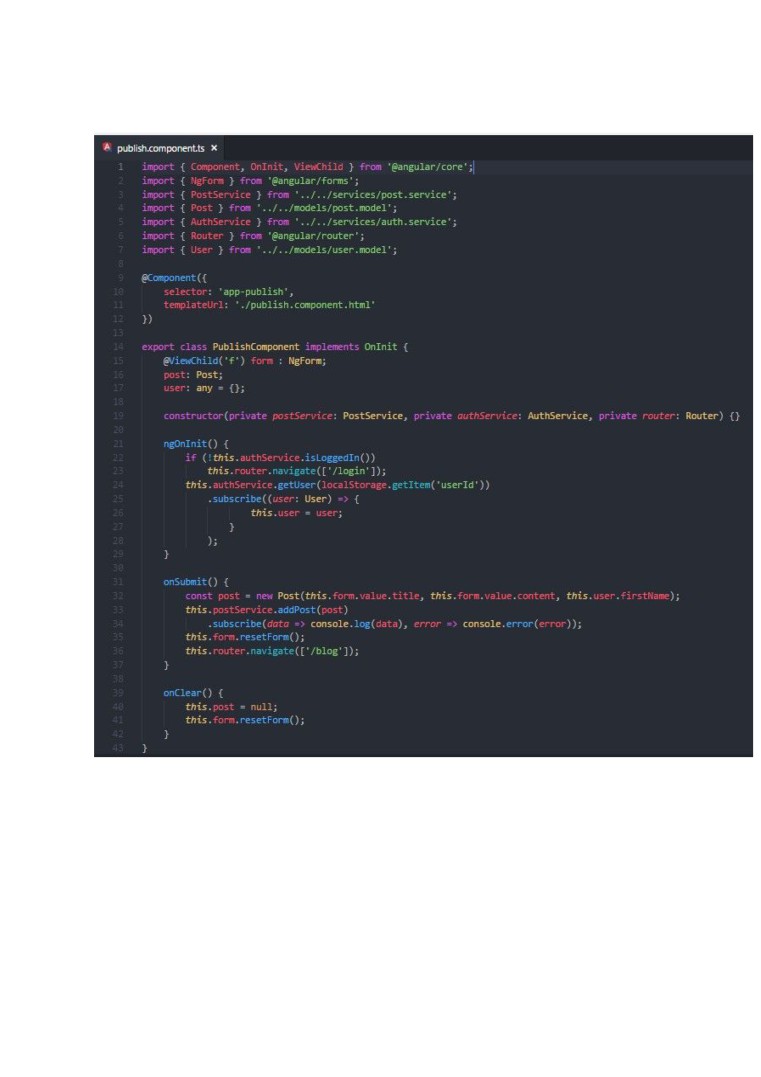 publish.component.ts ×
1 import { Component, OnInit, ViewChild } from '@angular/core';
2 import { NgForm } from '@angular/forms';
3 import { PostService } from '../../services/post.service';
4 import { Post } from '../../models/post.model';
5 import { AuthService } from '../../services/auth.service';
6 import { Router } from '@angular/router';
7 import { User } from '../../models/user.model';
8
9 @Component({
10     selector: 'app-publish',
11     templateUrl: './publish.component.html'
12 })
13
14 export class PublishComponent implements OnInit {
15     @ViewChild('f') form : NgForm;
16     post: Post;
17     user: any = {};
18
19     constructor(private postService: PostService, private authService: AuthService, private router: Router) {}
20
21     ngOnInit() {
22         if (!this.authService.isLoggedIn())
23             this.router.navigate(['/login']);
24         this.authService.getUser(localStorage.getItem('userId'))
25             .subscribe((user: User) => {
26                     this.user = user;
27                 }
28             );
29     }
30
31     onSubmit() {
32         const post = new Post(this.form.value.title, this.form.value.content, this.user.firstName);
33         this.postService.addPost(post)
34             .subscribe(data => console.log(data), error => console.error(error));
35         this.form.resetForm();
36         this.router.navigate(['/blog']);
37     }
38
39     onClear() {
40         this.post = null;
41         this.form.resetForm();
42     }
43 }